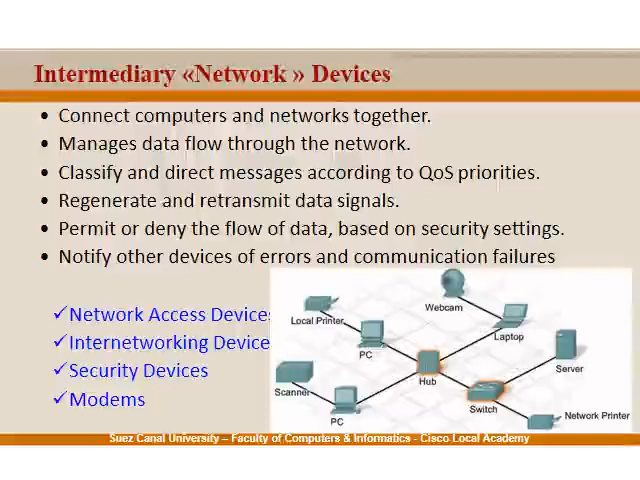 Intermediary «Network » Devices
• Connect computers and networks together.
• Manages data flow through the network.
• Classify and direct messages according to QoS priorities.
• Regenerate and retransmit data signals.
• Permit or deny the flow of data, based on security settings.
• Notify other devices of errors and communication failures
✓Network Access Devices
✓Internetworking Device
✓Security Devices
✓Modems
Webcam
Local Printer
PC
Laptop
Hub
Server
Scanner
PC
Switch
Network Printer
Suez Canal University – Faculty of Computers & Informatics - Cisco Local Academy